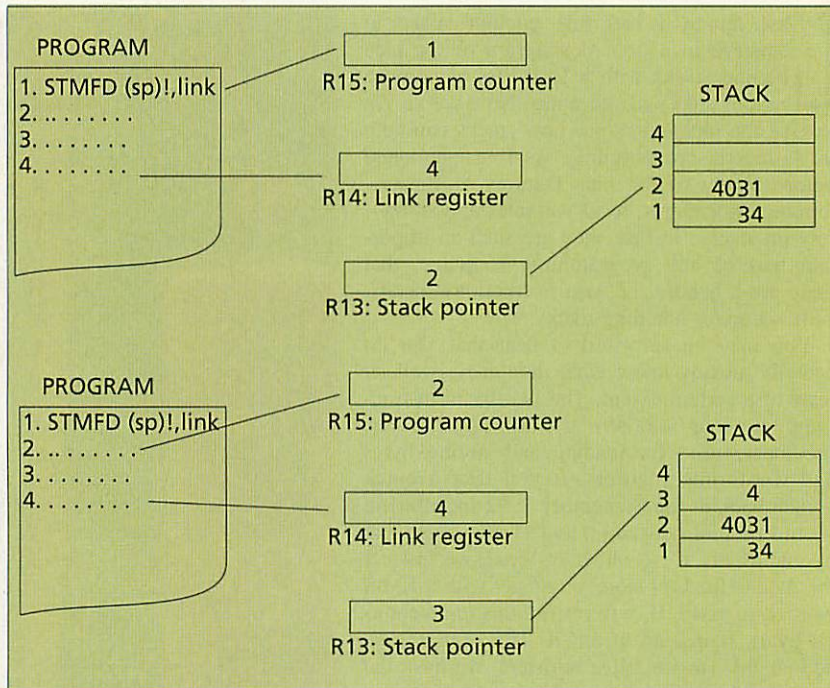 PROGRAM
1. STMFD (sp)!,link
2. .. . . . . . .
3. . . . . . . .
4. . . . . . . .
1
R15: Program counter
4
R14: Link register
2
R13: Stack pointer
STACK
4
3
2 4031
1 34
PROGRAM
1. STMFD (sp)!,link
2. .. . . . . . .
3. . . . . . . .
4. . . . . . . .
2
R15: Program counter
4
R14: Link register
3
R13: Stack pointer
STACK
4
3 4
2 4031
1 34